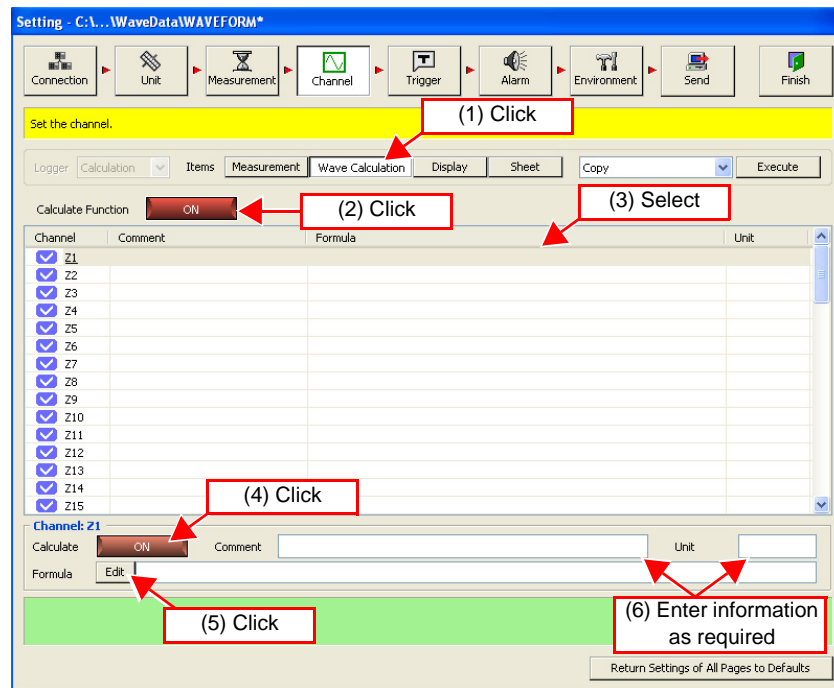 Setting - C:\...\WaveData\WAVEFORM*
Connection Unit Measurement Channel Trigger Alarm Environment Send Finish
Set the channel.
(1) Click
Logger Calculation Items Measurement Wave Calculation Display Sheet Copy Execute
Calculate Function ON
(2) Click
(3) Select
Channel Comment Formula Unit
Z1
Z2
Z3
Z4
Z5
Z6
Z7
Z8
Z9
Z10
Z11
Z12
Z13
Z14
Z15
(4) Click
Channel: Z1
Calculate ON Comment Unit
Formula Edit
(5) Click
(6) Enter information
as required
Return Settings of All Pages to Defaults